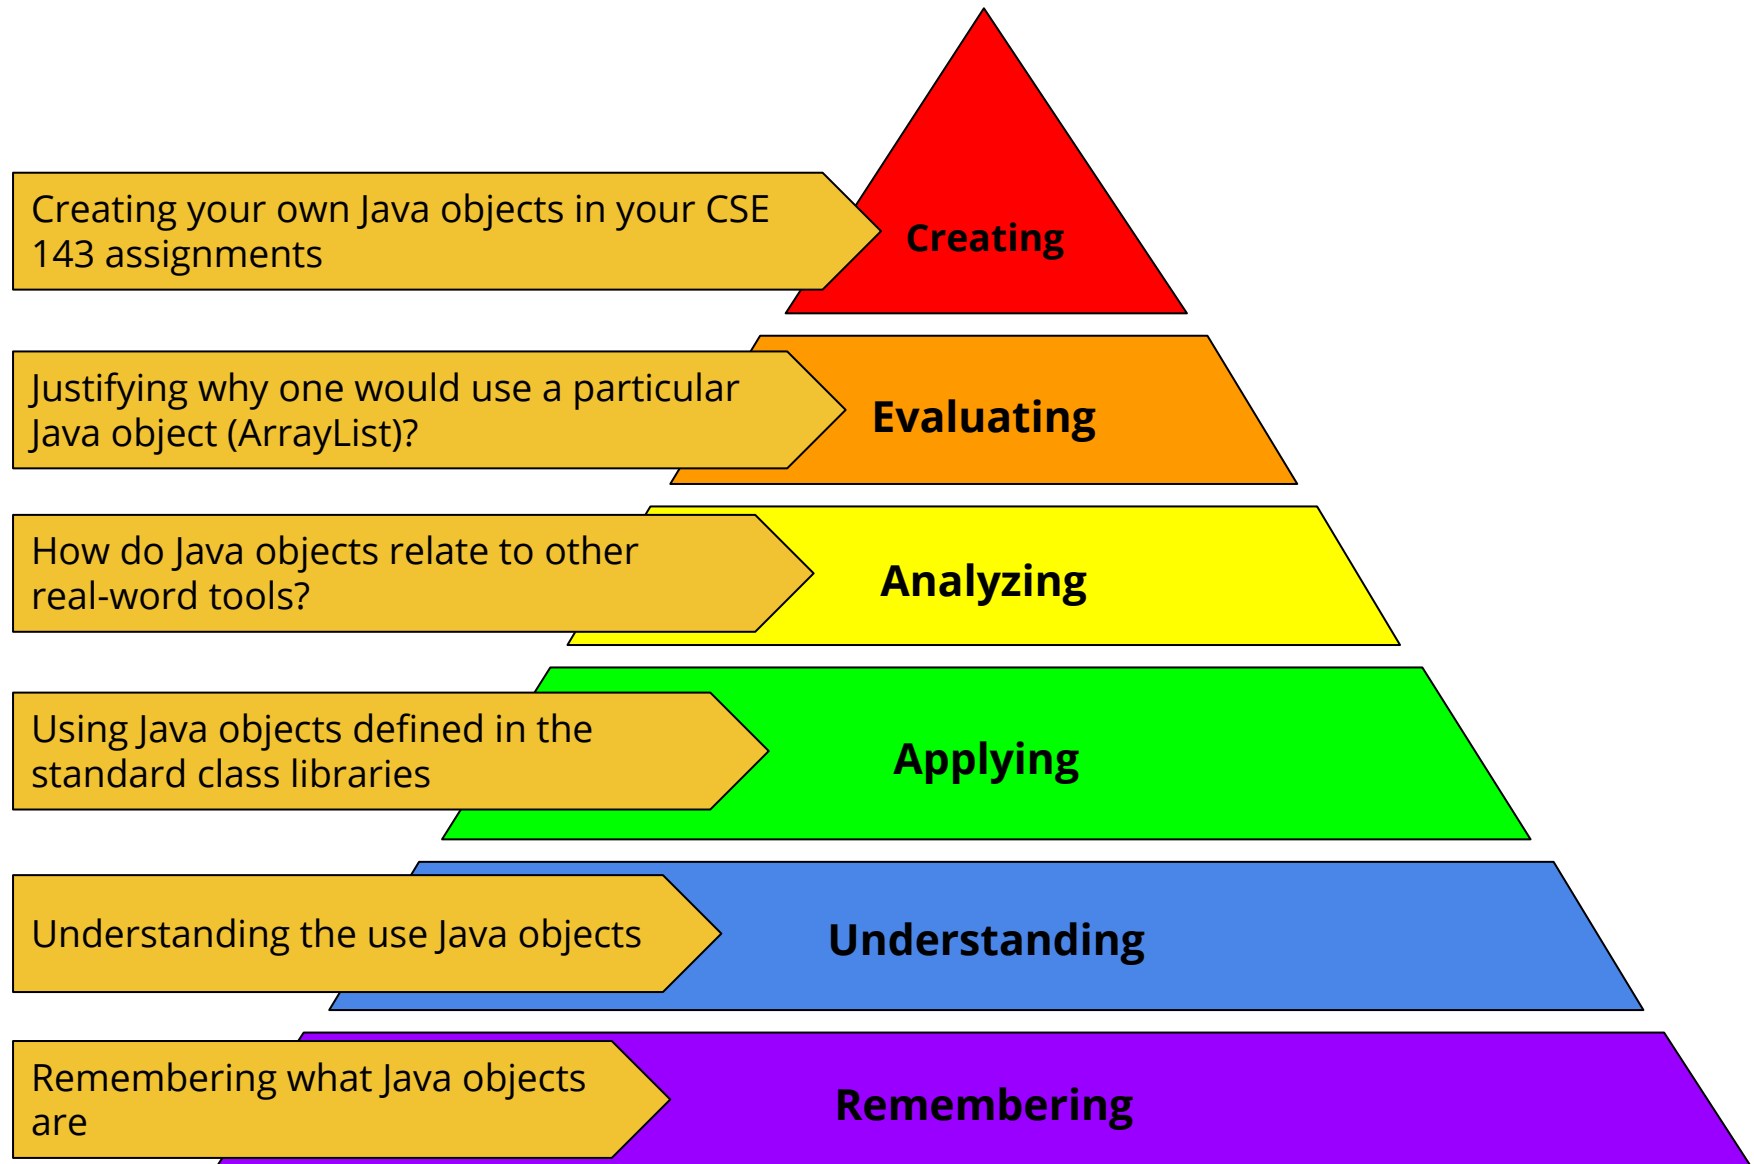 Creating your own Java objects in your CSE
143 assignments
Creating
Justifying why one would use a particular
Java object (ArrayList)?
Evaluating
How do Java objects relate to other
real-word tools?
Analyzing
Using Java objects defined in the
standard class libraries
Applying
Understanding the use Java objects
Understanding
Remembering what Java objects
are
Remembering